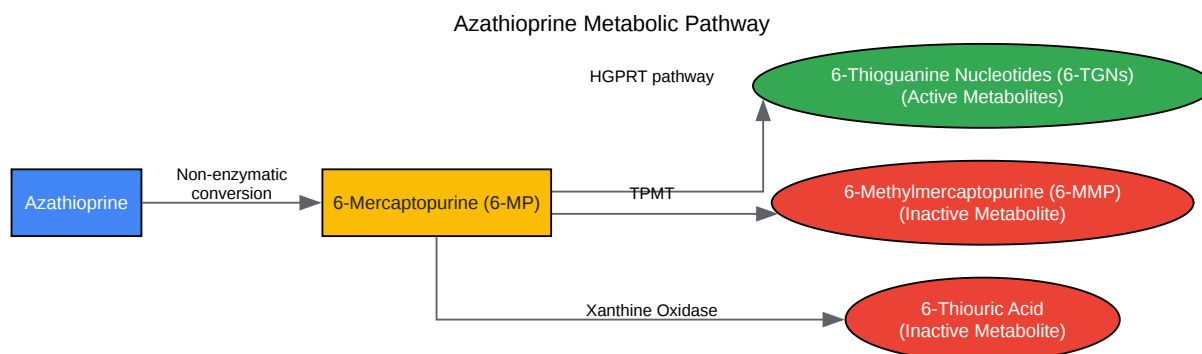 Azathioprine Metabolic Pathway
HGPRT pathway
6-Thioguanine Nucleotides (6-TGNs)
(Active Metabolites)
Azathioprine
Non-enzymatic
conversion
6-Mercaptopurine (6-MP)
TPMT
6-Methylmercaptopurine (6-MMP)
(Inactive Metabolite)
Xanthine Oxidase
6-Thiouric Acid
(Inactive Metabolite)